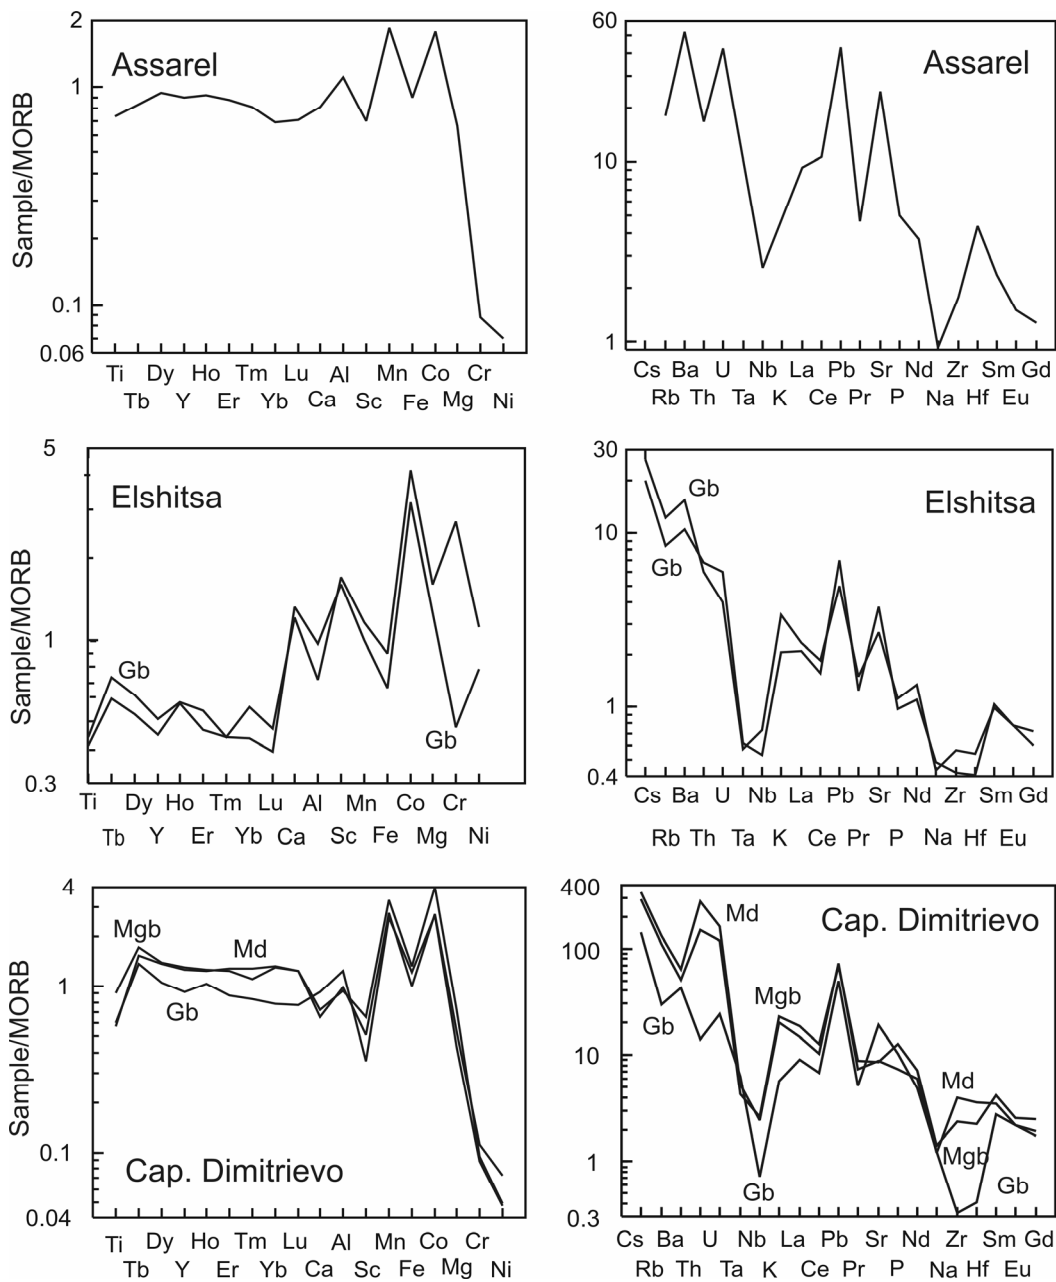 2
Assarel
1
Sample/MORB
0.1
0.06
Ti Dy Ho Tm Lu Al Mn Co Cr
Tb Y Er Yb Ca Sc Fe Mg Ni
60
Assarel
10
1
Cs Ba U Nb La Pb Sr Nd Zr Sm Gd
Rb Th Ta K Ce Pr P Na Hf Eu
5
Elshitsa
Sample/MORB
1
Gb
Gb
0.3
Ti Dy Ho Tm Lu Al Mn Co Cr
Tb Y Er Yb Ca Sc Fe Mg Ni
30
Gb
Elshitsa
10
Gb
1
0.4
Cs Ba U Nb La Pb Sr Nd Zr Sm Gd
Rb Th Ta K Ce Pr P Na Hf Eu
4
Mgb
Md
1
Gb
Sample/MORB
0.1
Cap. Dimitrievo
0.04
Ti Dy Ho Tm Lu Al Mn Co Cr
Tb Y Er Yb Ca Sc Fe Mg Ni
400
Md
Cap. Dimitrievo
100
Mgb
Gb
10
Md
Mgb
1
Gb
Gb
0.3
Cs Ba U Nb La Pb Sr Nd Zr Sm Gd
Rb Th Ta K Ce Pr P Na Hf Eu